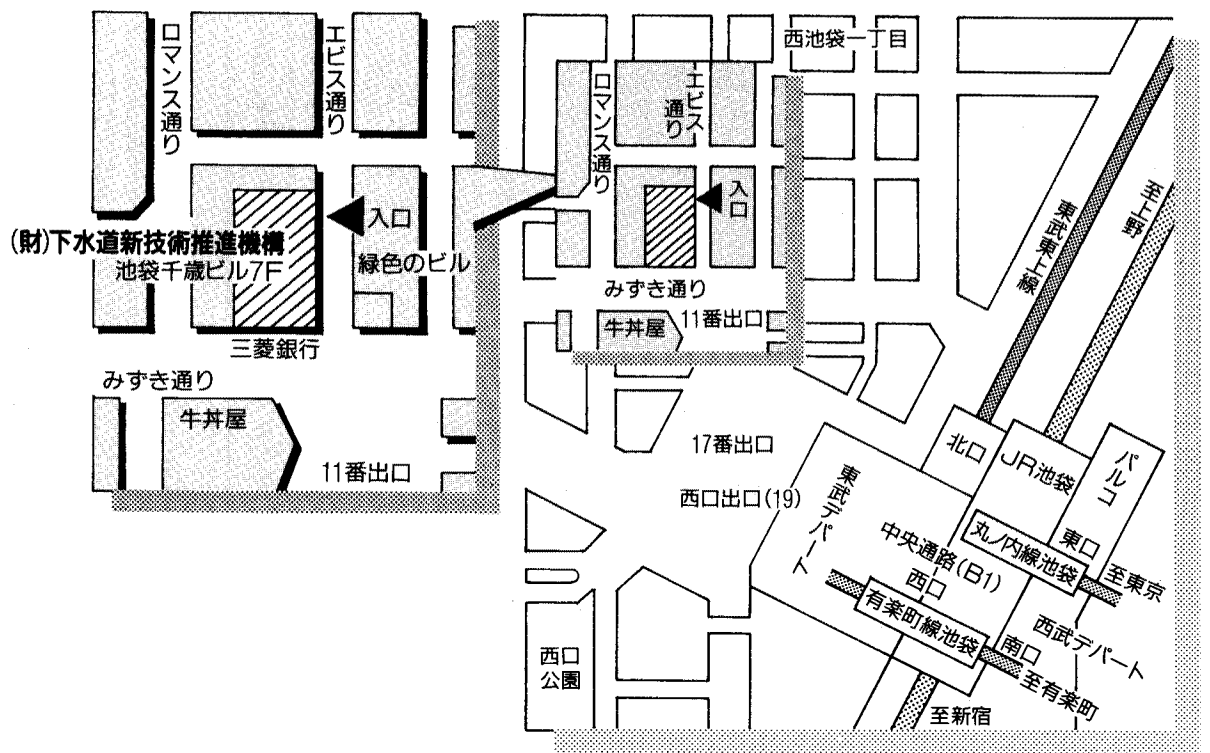 ロマンス通り
エビス通り
入口
(財)下水道新技術推進機構
池袋千歳ビル7F
緑色のビル
三菱銀行
みずき通り
牛丼屋
11番出口
西池袋一丁目
ロマンス通り
エビス
通り
入口
みずき通り
牛丼屋
11番出口
東武東上線
至上野
17番出口
西口出口(19)
東武デパート
北口
JR池袋
パルコ
中央通路(B1)
丸ノ内線池袋
東口
至東京
西口
有楽町線池袋
西武デパート
南口
至有楽町
西口
公園
至新宿